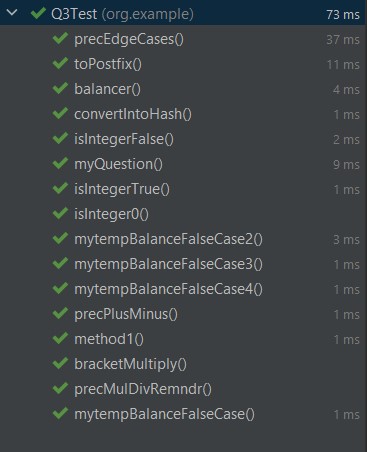 Q3Test (org.example) 73 ms
precEdgeCases() 37 ms
toPostfix() 11 ms
balancer() 4 ms
convertIntoHash() 1 ms
isIntegerFalse() 2 ms
myQuestion() 9 ms
isIntegerTrue() 1 ms
isInteger0()
mytempBalanceFalseCase2() 3 ms
mytempBalanceFalseCase3() 1 ms
mytempBalanceFalseCase4() 1 ms
precPlusMinus() 1 ms
method1() 1 ms
bracketMultiply()
precMulDivRemndr()
mytempBalanceFalseCase() 1 ms